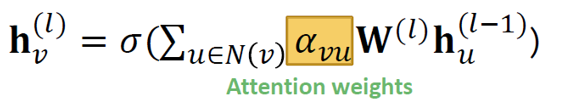 𝐡_v^{(l)} = σ(∑_{u∈N(v)} α_{vu} 𝐖^{(l)} 𝐡_u^{(l−1)})
Attention weights